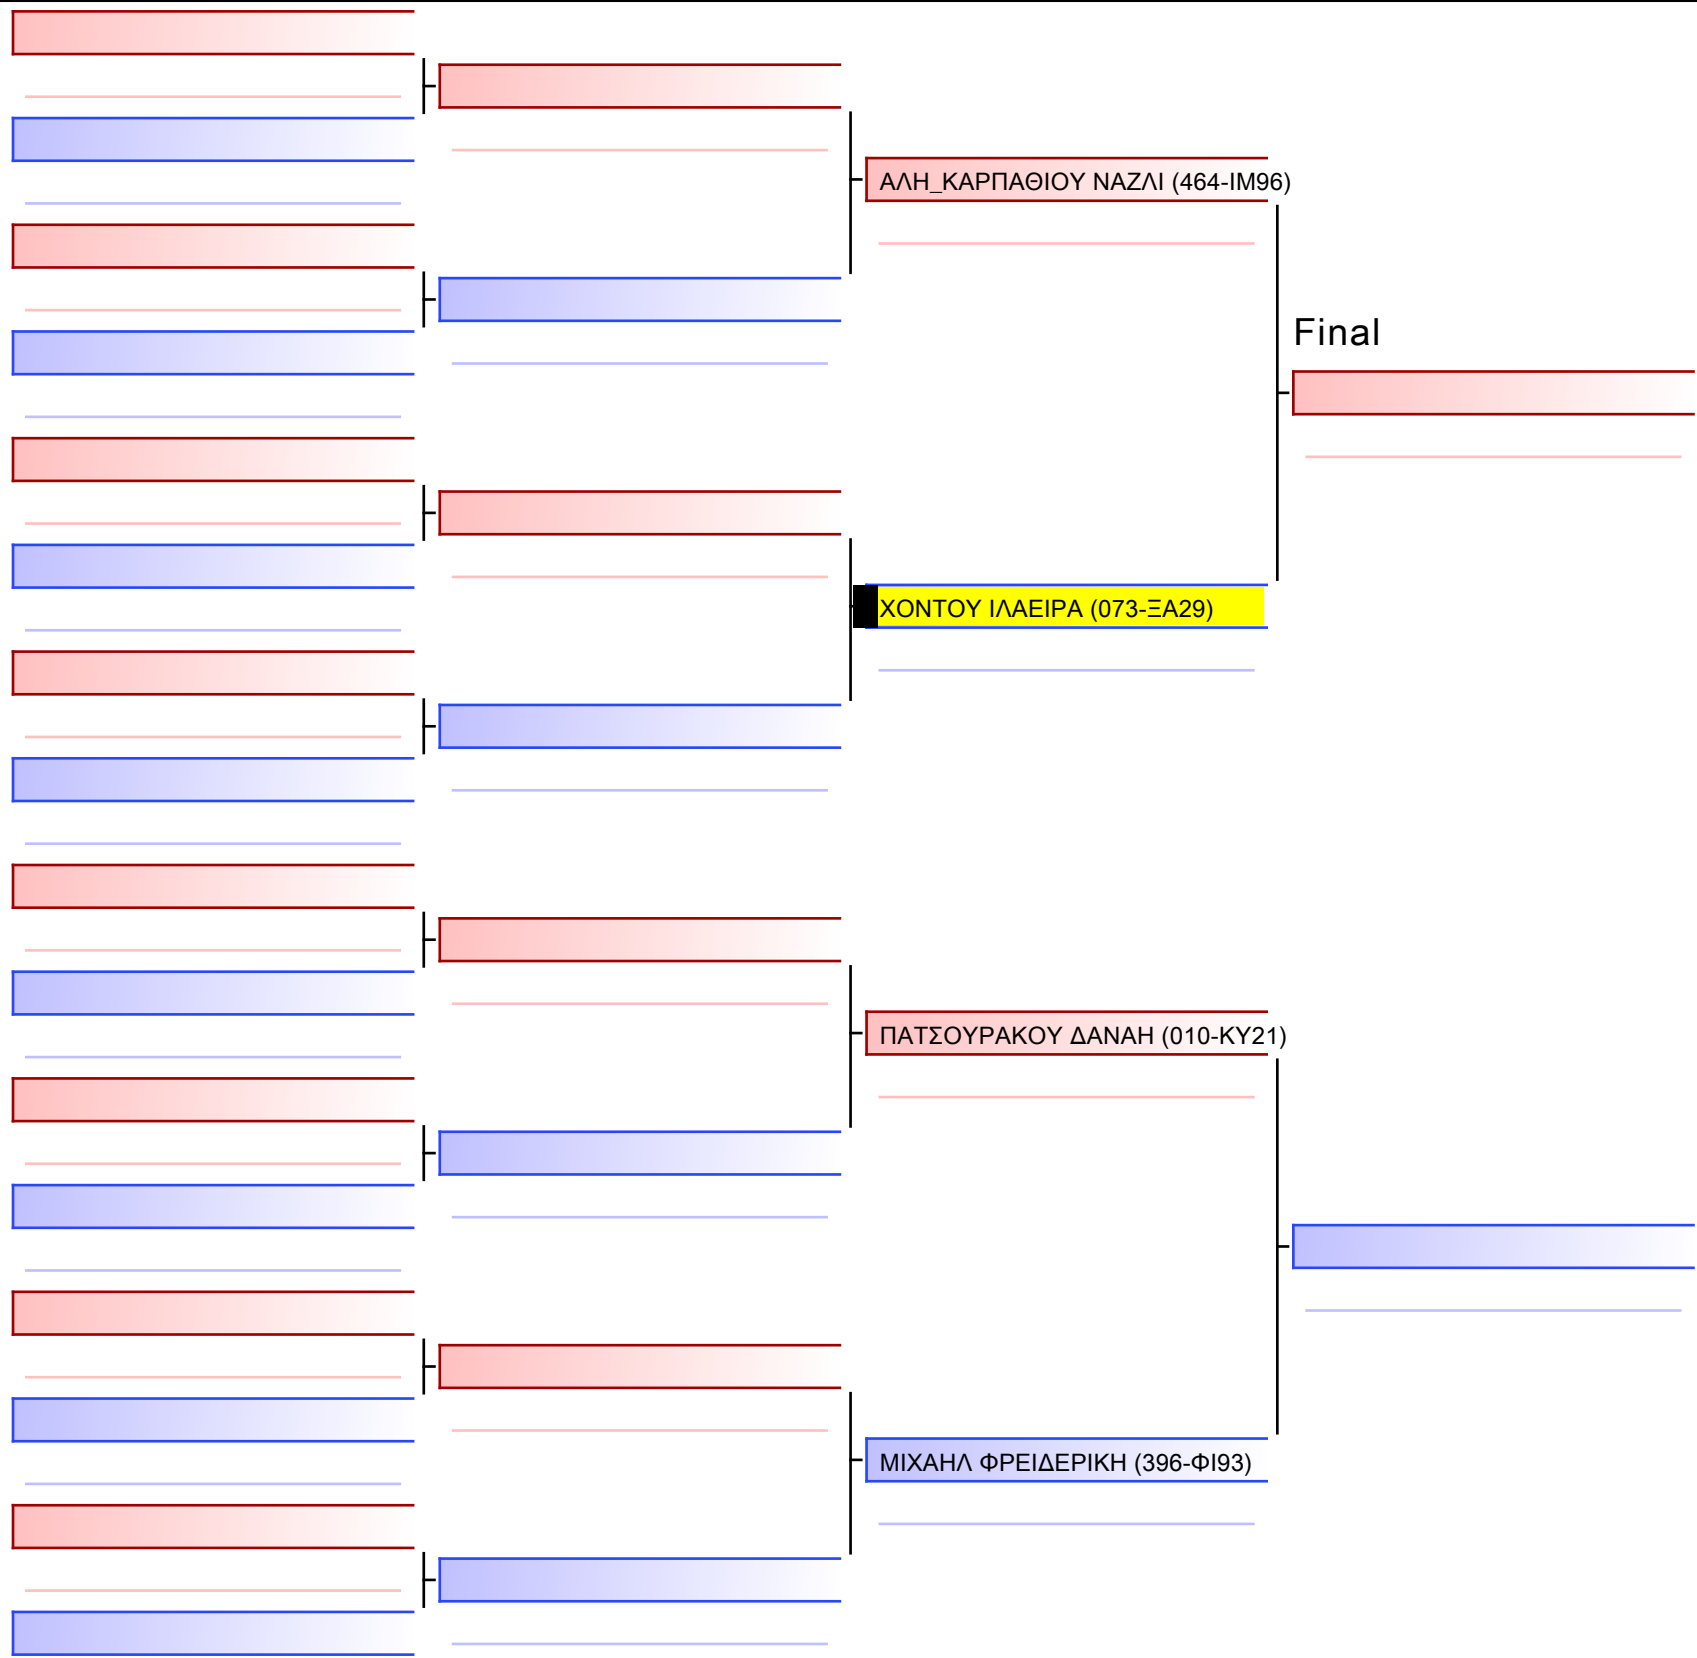 ΑΛΗ_ΚΑΡΠΑΘΙΟΥ ΝΑΖΛΙ (464-ΙΜ96)
Final
ΧΟΝΤΟΥ ΙΛΑΕΙΡΑ (073-ΞΑ29)
ΠΑΤΣΟΥΡΑΚΟΥ ΔΑΝΑΗ (010-ΚΥ21)
ΜΙΧΑΗΛ ΦΡΕΙΔΕΡΙΚΗ (396-ΦΙ93)